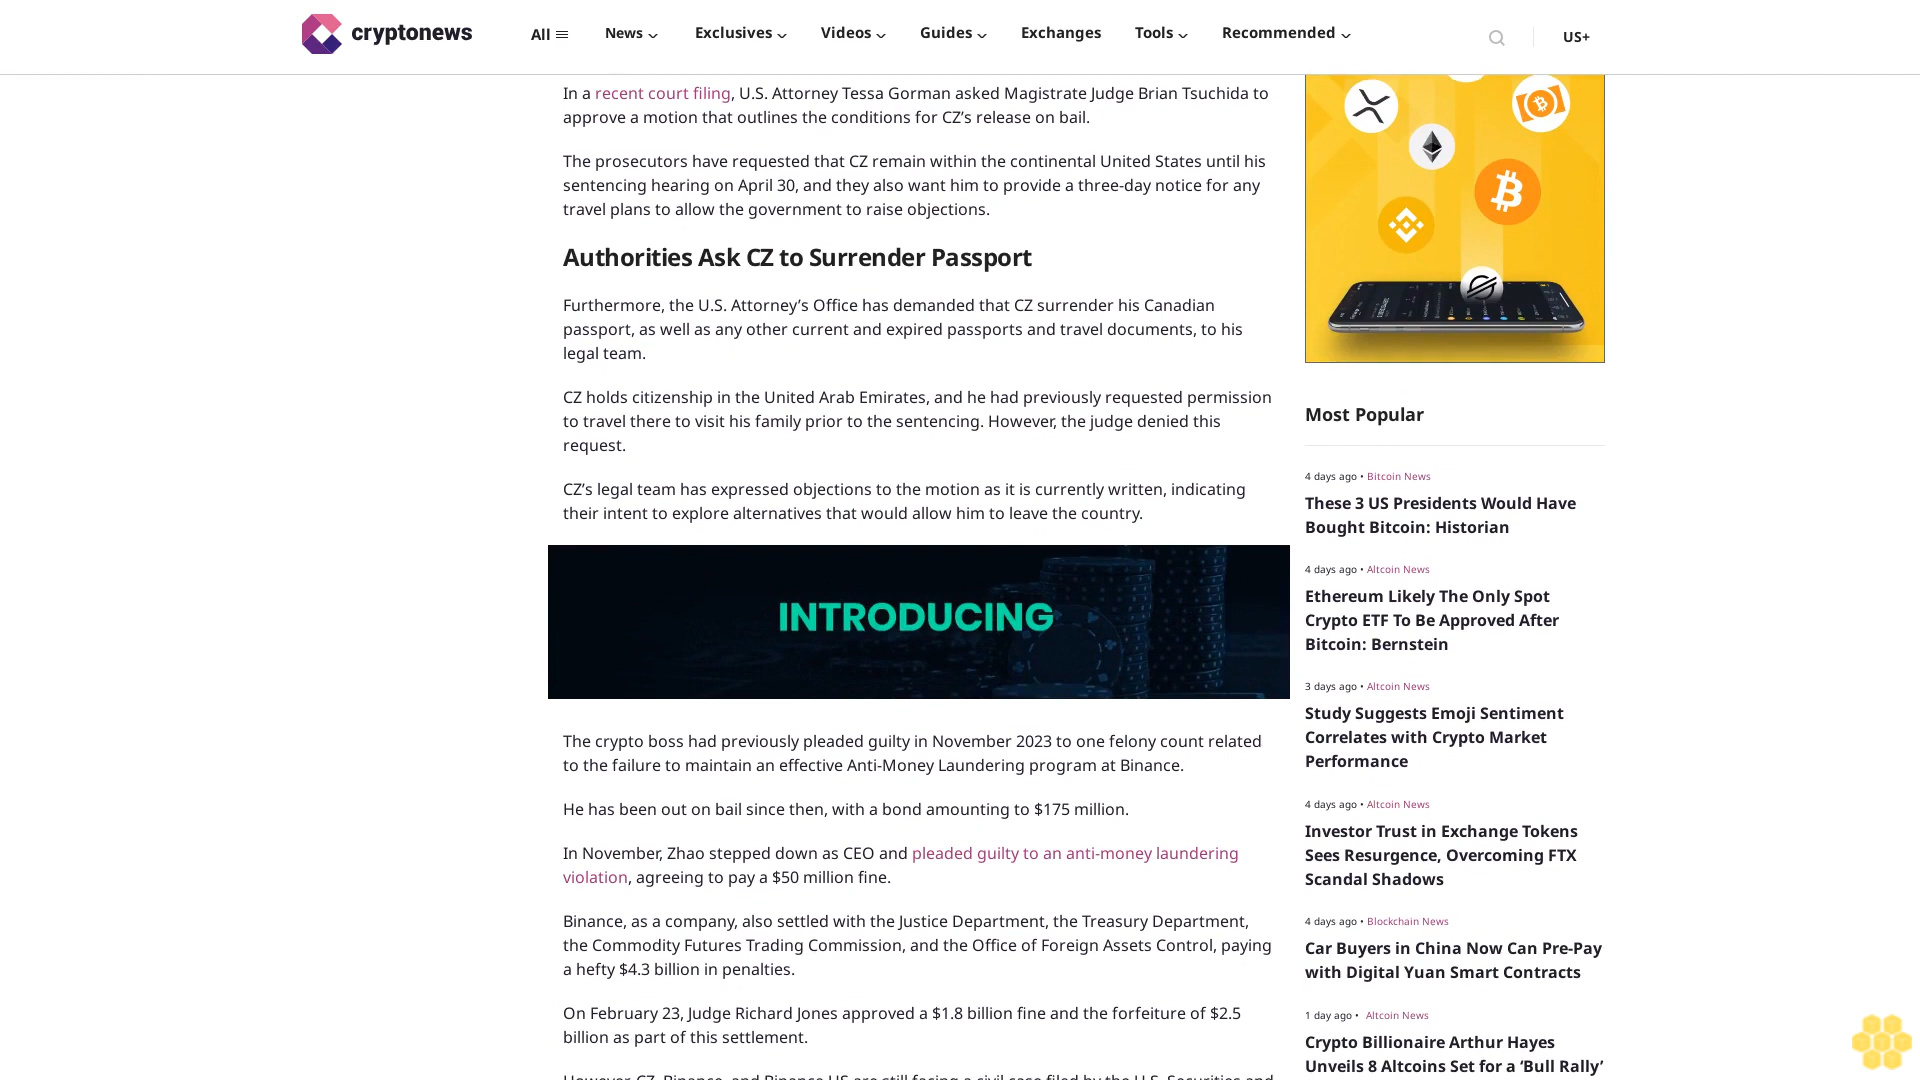 cryptonews
All
News
Exclusives
Videos
Guides
Exchanges
Tools
Recommended
US+
In a recent court filing, U.S. Attorney Tessa Gorman asked Magistrate Judge Brian Tsuchida to
approve a motion that outlines the conditions for CZ’s release on bail.
The prosecutors have requested that CZ remain within the continental United States until his
sentencing hearing on April 30, and they also want him to provide a three-day notice for any
travel plans to allow the government to raise objections.
Authorities Ask CZ to Surrender Passport
Furthermore, the U.S. Attorney’s Office has demanded that CZ surrender his Canadian
passport, as well as any other current and expired passports and travel documents, to his
legal team.
CZ holds citizenship in the United Arab Emirates, and he had previously requested permission
to travel there to visit his family prior to the sentencing. However, the judge denied this
request.
CZ’s legal team has expressed objections to the motion as it is currently written, indicating
their intent to explore alternatives that would allow him to leave the country.
INTRODUCING
The crypto boss had previously pleaded guilty in November 2023 to one felony count related
to the failure to maintain an effective Anti-Money Laundering program at Binance.
He has been out on bail since then, with a bond amounting to $175 million.
In November, Zhao stepped down as CEO and pleaded guilty to an anti-money laundering
violation, agreeing to pay a $50 million fine.
Binance, as a company, also settled with the Justice Department, the Treasury Department,
the Commodity Futures Trading Commission, and the Office of Foreign Assets Control, paying
a hefty $4.3 billion in penalties.
On February 23, Judge Richard Jones approved a $1.8 billion fine and the forfeiture of $2.5
billion as part of this settlement.
However, CZ, Binance, and Binance.US are still facing a civil case filed by the U.S. Securities and
Most Popular
4 days ago • Bitcoin News
These 3 US Presidents Would Have
Bought Bitcoin: Historian
4 days ago • Altcoin News
Ethereum Likely The Only Spot
Crypto ETF To Be Approved After
Bitcoin: Bernstein
3 days ago • Altcoin News
Study Suggests Emoji Sentiment
Correlates with Crypto Market
Performance
4 days ago • Altcoin News
Investor Trust in Exchange Tokens
Sees Resurgence, Overcoming FTX
Scandal Shadows
4 days ago • Blockchain News
Car Buyers in China Now Can Pre-Pay
with Digital Yuan Smart Contracts
1 day ago • Altcoin News
Crypto Billionaire Arthur Hayes
Unveils 8 Altcoins Set for a ‘Bull Rally’